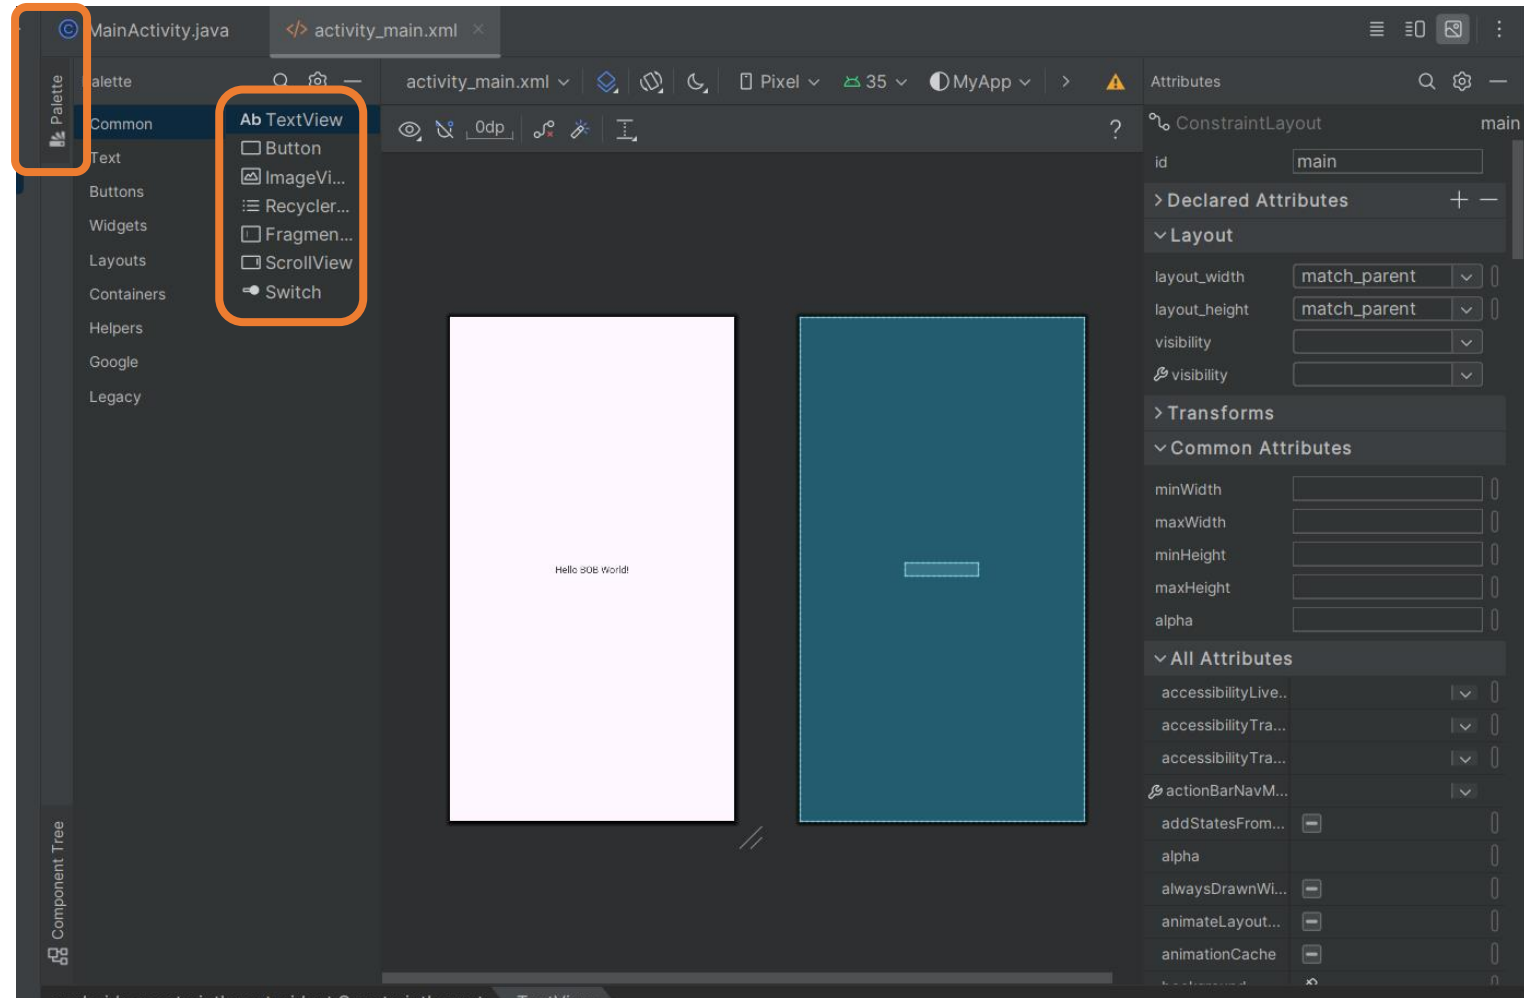 MainActivity.java
activity_main.xml
Palette
alette
Common
Text
Buttons
Widgets
Layouts
Containers
Helpers
Google
Legacy
Ab TextView
Button
ImageVi...
Recycler...
Fragmen...
ScrollView
Switch
Component Tree
activity_main.xml
Pixel
35
MyApp
0dp
?
Hello BOB World!
Attributes
ConstraintLayout main
id main
Declared Attributes
Layout
layout_width match_parent
layout_height match_parent
visibility
visibility
Transforms
Common Attributes
minWidth
maxWidth
minHeight
maxHeight
alpha
All Attributes
accessibilityLive..
accessibilityTra...
accessibilityTra...
actionBarNavM...
addStatesFrom...
alpha
alwaysDrawnWi...
animateLayout...
animationCache